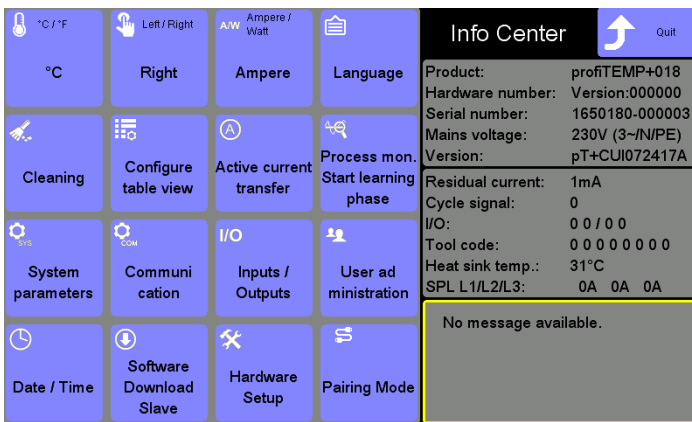 °C / °F
°C
Left / Right
Right
A/W
Ampere /
Watt
Ampere
Language
Cleaning
Configure
table view
A
Active current
transfer
Process mon.
Start learning
phase
SYS
System
parameters
COM
Communi
cation
I/O
Inputs /
Outputs
User ad
ministration
Date / Time
Software
Download
Slave
Hardware
Setup
Pairing Mode
Info Center
Quit
Product: profiTEMP+018
Hardware number: Version:000000
Serial number: 1650180-000003
Mains voltage: 230V (3~/N/PE)
Version: pT+CUI072417A
Residual current: 1mA
Cycle signal: 0
I/O: 0 0 / 0 0
Tool code: 0 0 0 0 0 0 0 0
Heat sink temp.: 31°C
SPL L1/L2/L3: 0A 0A 0A
No message available.